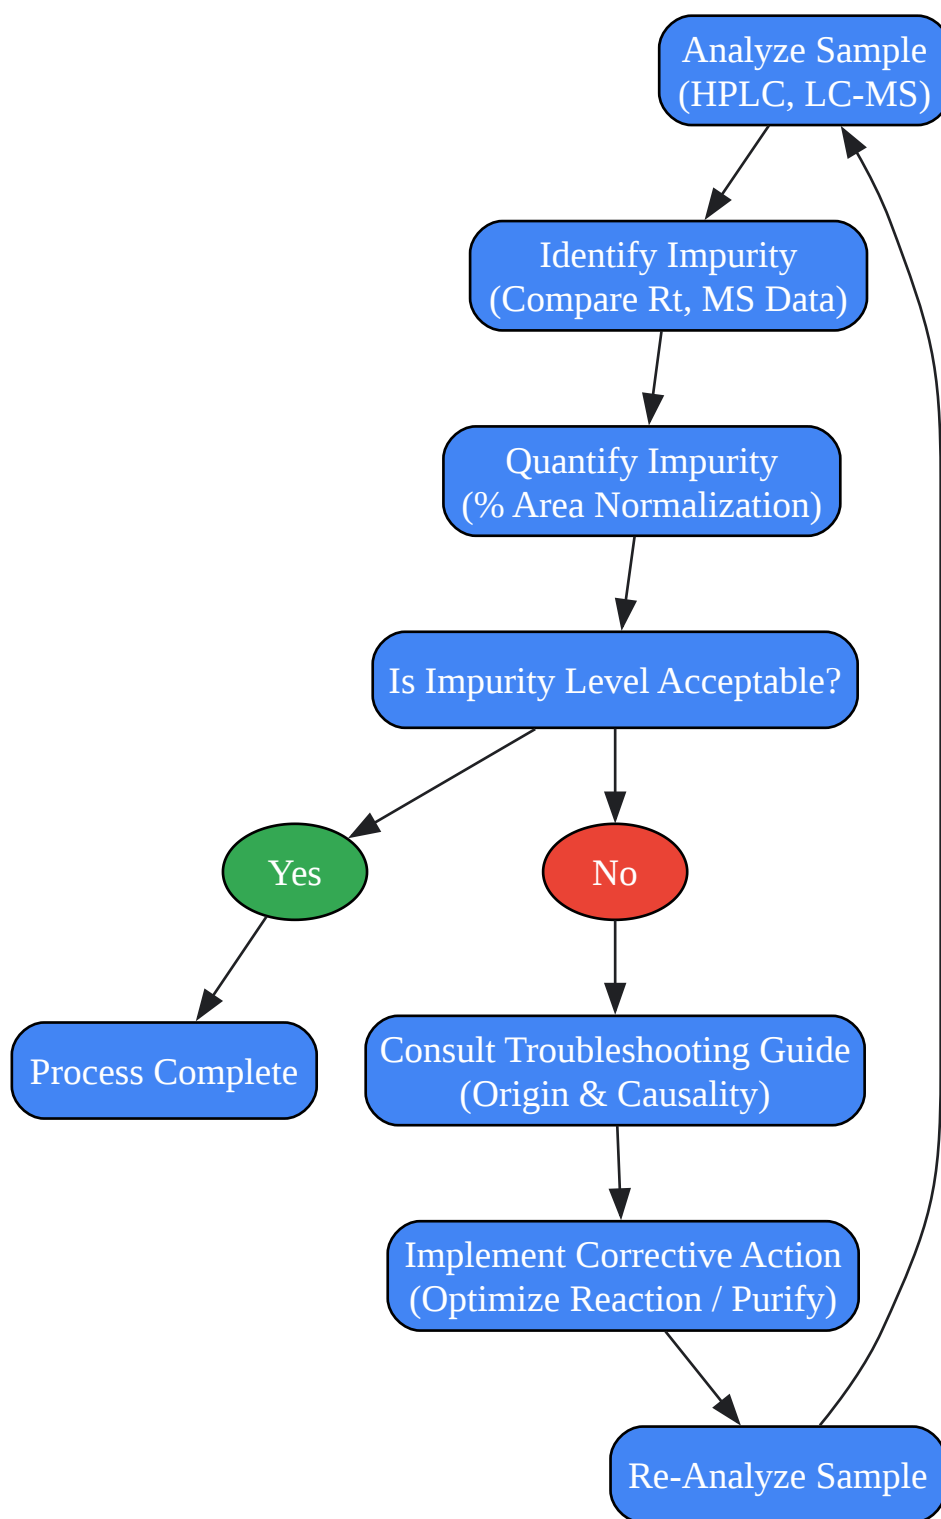 Analyze Sample
(HPLC, LC-MS)
Identify Impurity
(Compare Rt, MS Data)
Quantify Impurity
(% Area Normalization)
Is Impurity Level Acceptable?
Yes
No
Process Complete
Consult Troubleshooting Guide
(Origin & Causality)
Implement Corrective Action
(Optimize Reaction / Purify)
Re-Analyze Sample